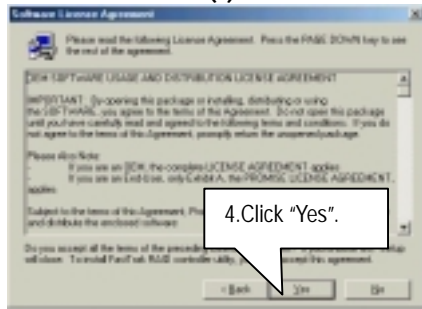 Software License Agreement
Please read the following License Agreement. Press the PAGE DOWN key to see
the rest of the agreement.
OEM SOFTWARE USAGE AND DISTRIBUTION LICENSE AGREEMENT
IMPORTANT: By opening this package or installing, distributing or using
the SOFTWARE, you agree to the terms of this Agreement. Do not open this package
until you have carefully read and agreed to the following terms and conditions. If you do
not agree to the terms of this Agreement, promptly return the unopened package.
Please Also Note:
- If you are an OEM, the complete LICENSE AGREEMENT applies
- If you are an End-User, only Exhibit A, the PROMISE LICENSE AGREEMENT,
applies.
Subject to the terms of this Agreement,
and distribute the enclosed software
Do you accept all the terms of the preceding
will close. To install FastTrak RAID controller utility, accept this agreement.
4.Click “Yes”.
< Back
Yes
No